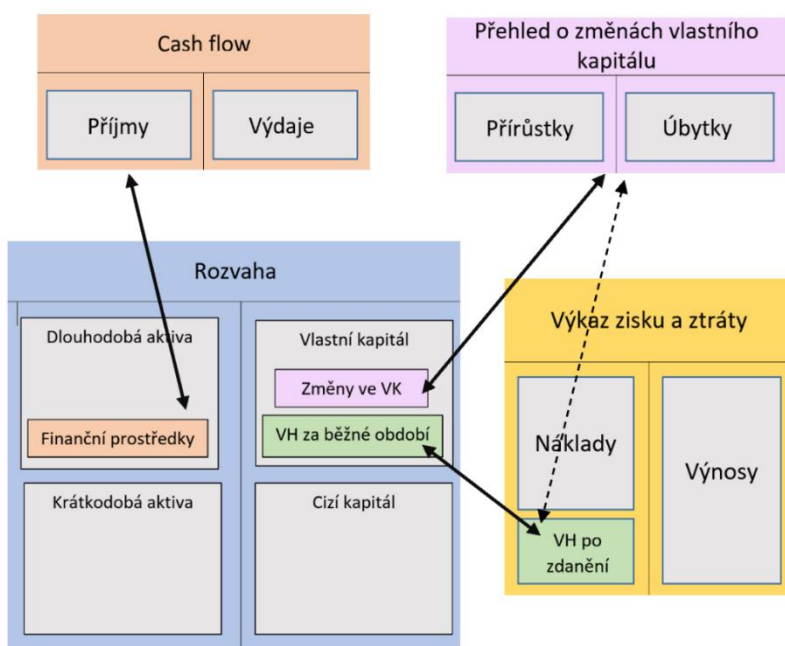 Cash flow
Příjmy
Výdaje
Přehled o změnách vlastního
kapitálu
Přírůstky
Úbytky
Rozvaha
Dlouhodobá aktiva
Finanční prostředky
Krátkodobá aktiva
Vlastní kapitál
Změny ve VK
VH za běžné období
Cizí kapitál
Výkaz zisku a ztráty
Náklady
VH po
zdanění
Výnosy